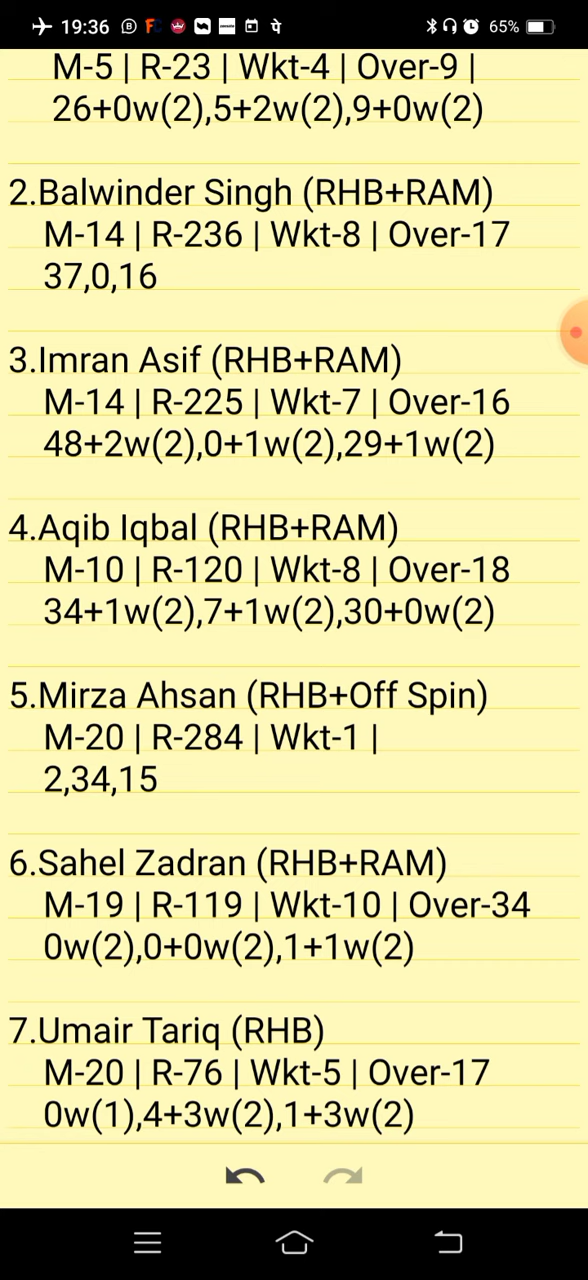 19:36 65%
M-5 | R-23 | Wkt-4 | Over-9 |
26+0w(2),5+2w(2),9+0w(2)
2.Balwinder Singh (RHB+RAM)
M-14 | R-236 | Wkt-8 | Over-17
37,0,16
3.Imran Asif (RHB+RAM)
M-14 | R-225 | Wkt-7 | Over-16
48+2w(2),0+1w(2),29+1w(2)
4.Aqib Iqbal (RHB+RAM)
M-10 | R-120 | Wkt-8 | Over-18
34+1w(2),7+1w(2),30+0w(2)
5.Mirza Ahsan (RHB+Off Spin)
M-20 | R-284 | Wkt-1 |
2,34,15
6.Sahel Zadran (RHB+RAM)
M-19 | R-119 | Wkt-10 | Over-34
0w(2),0+0w(2),1+1w(2)
7.Umair Tariq (RHB)
M-20 | R-76 | Wkt-5 | Over-17
0w(1),4+3w(2),1+3w(2)